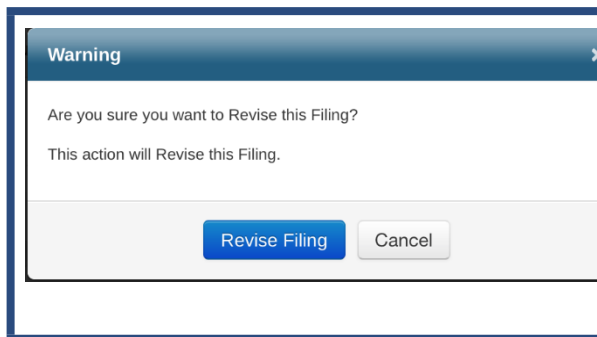 Warning
Are you sure you want to Revise this Filing?
This action will Revise this Filing.
Revise Filing Cancel